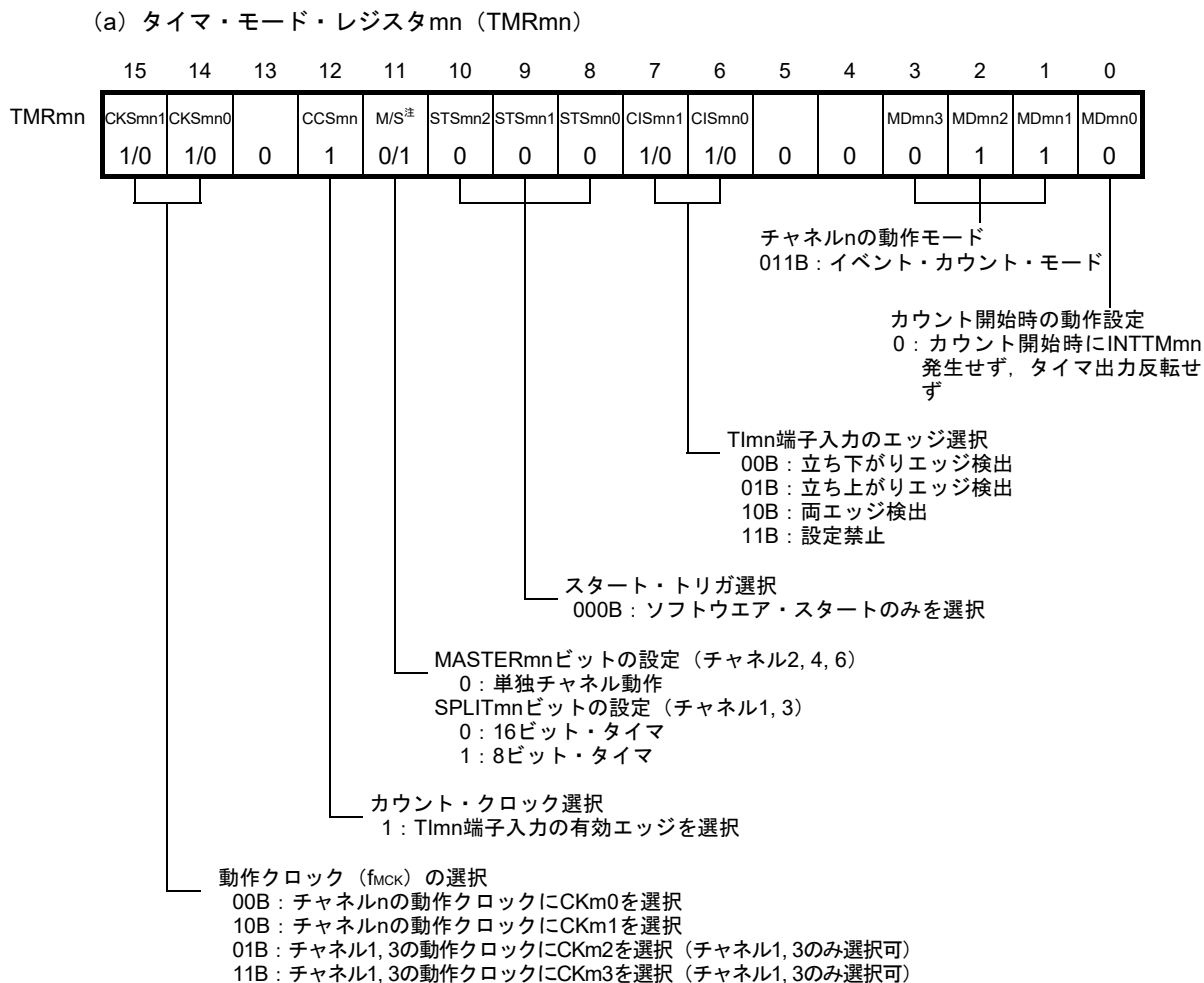 （a）タイマ・モード・レジスタmn（TMRmn）
15 14 13 12 11 10 9 8 7 6 5 4 3 2 1 0
TMRmn CKSmn1 CKSmn0 CCSmn M/S注 STSmn2 STSmn1 STSmn0 CISmn1 CISmn0 MDmn3 MDmn2 MDmn1 MDmn0
1/0 1/0 0 1 0/1 0 0 0 1/0 1/0 0 0 0 1 1 0
チャネルnの動作モード
011B：イベント・カウント・モード
カウント開始時の動作設定
0：カウント開始時にINTTMmn
発生せず，タイマ出力反転せ
ず
TImn端子入力のエッジ選択
00B：立ち下がりエッジ検出
01B：立ち上がりエッジ検出
10B：両エッジ検出
11B：設定禁止
スタート・トリガ選択
000B：ソフトウエア・スタートのみを選択
MASTERmnビットの設定（チャネル2, 4, 6）
0：単独チャネル動作
SPLITmnビットの設定（チャネル1, 3）
0：16ビット・タイマ
1：8ビット・タイマ
カウント・クロック選択
1：TImn端子入力の有効エッジを選択
動作クロック（fMCK）の選択
00B：チャネルnの動作クロックにCKm0を選択
10B：チャネルnの動作クロックにCKm1を選択
01B：チャネル1, 3の動作クロックにCKm2を選択（チャネル1, 3のみ選択可）
11B：チャネル1, 3の動作クロックにCKm3を選択（チャネル1, 3のみ選択可）